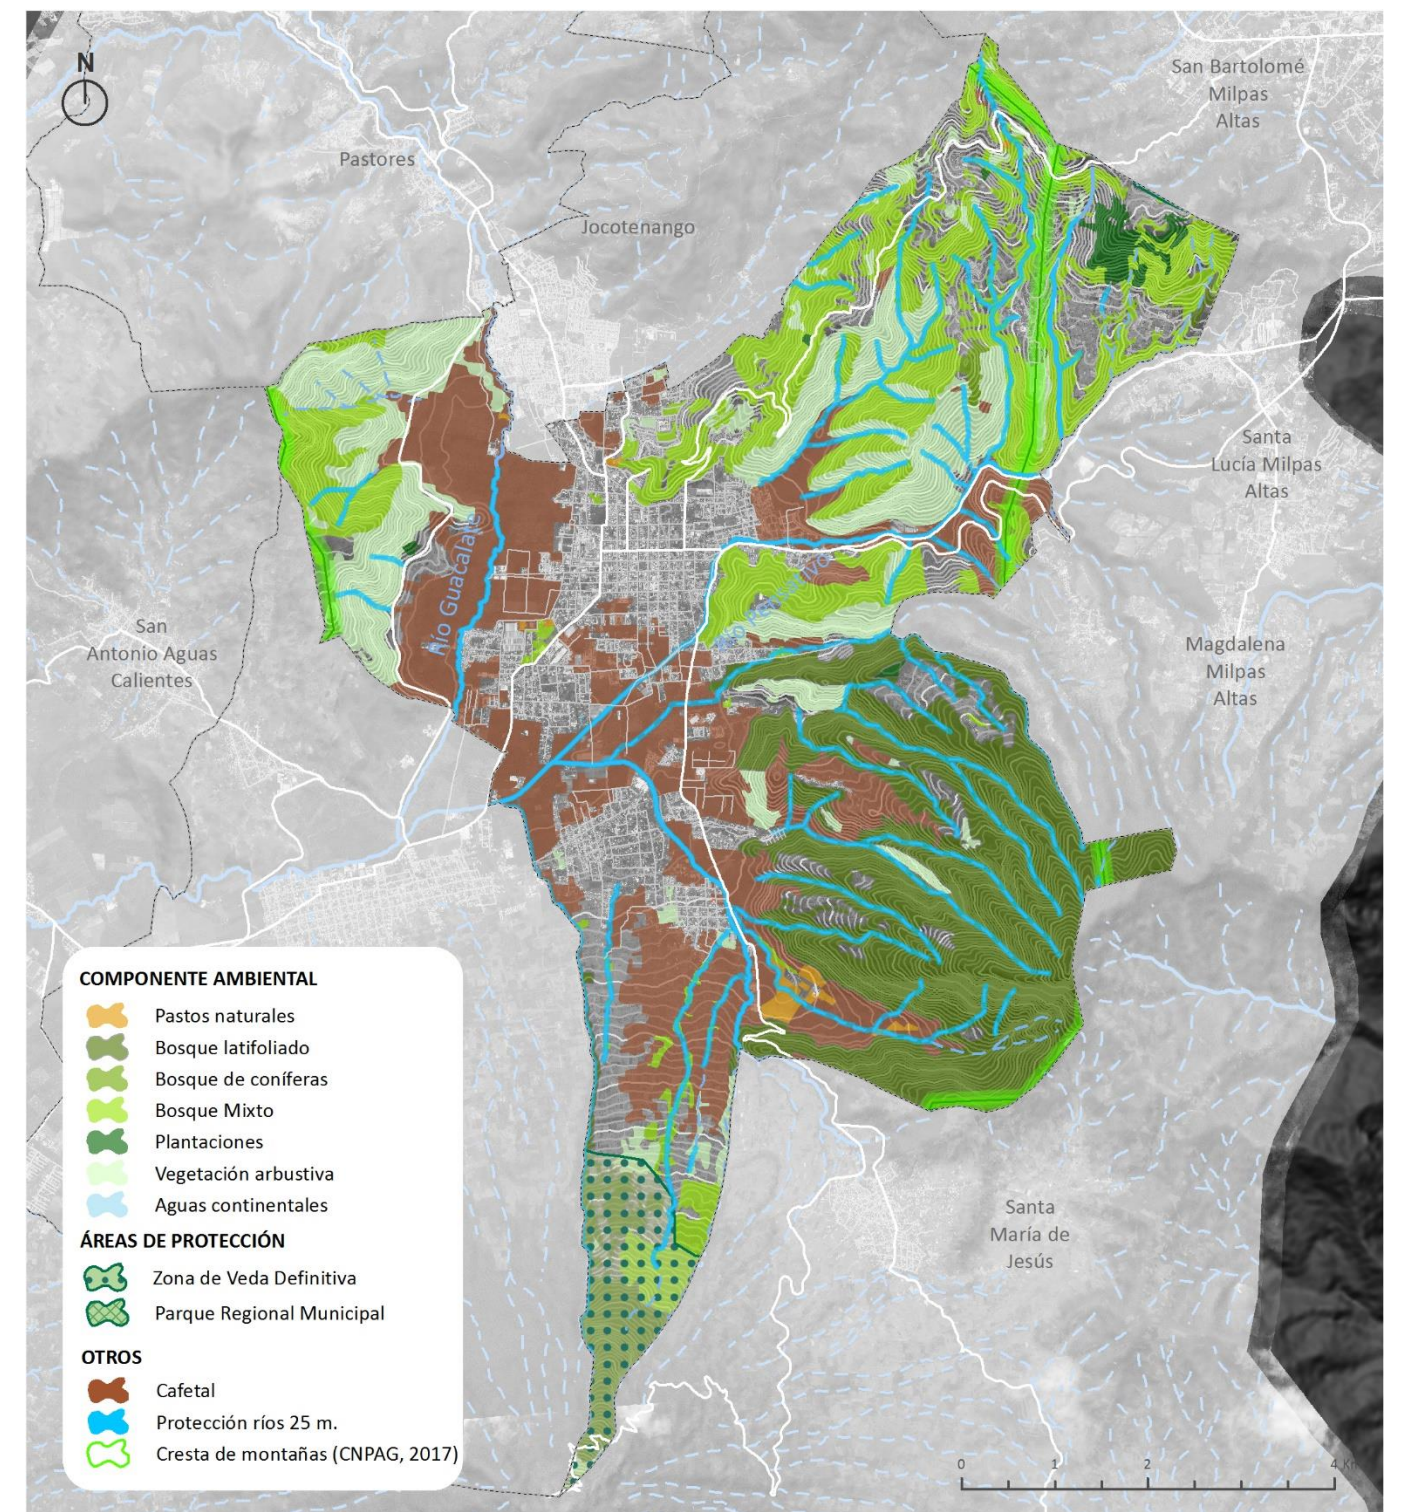 N
San Bartolomé
Milpas
Altas
Pastores
Jocotenango
Santa
Lucía Milpas
Altas
Río Guacalate
San
Antonio Aguas
Calientes
Magdalena
Milpas
Altas
Santa
María de
Jesús
COMPONENTE AMBIENTAL
Pastos naturales
Bosque latifoliado
Bosque de coníferas
Bosque Mixto
Plantaciones
Vegetación arbustiva
Aguas continentales
ÁREAS DE PROTECCIÓN
Zona de Veda Definitiva
Parque Regional Municipal
OTROS
Cafetal
Protección ríos 25 m.
Cresta de montañas (CNPAG, 2017)
0 1 2 4 Km